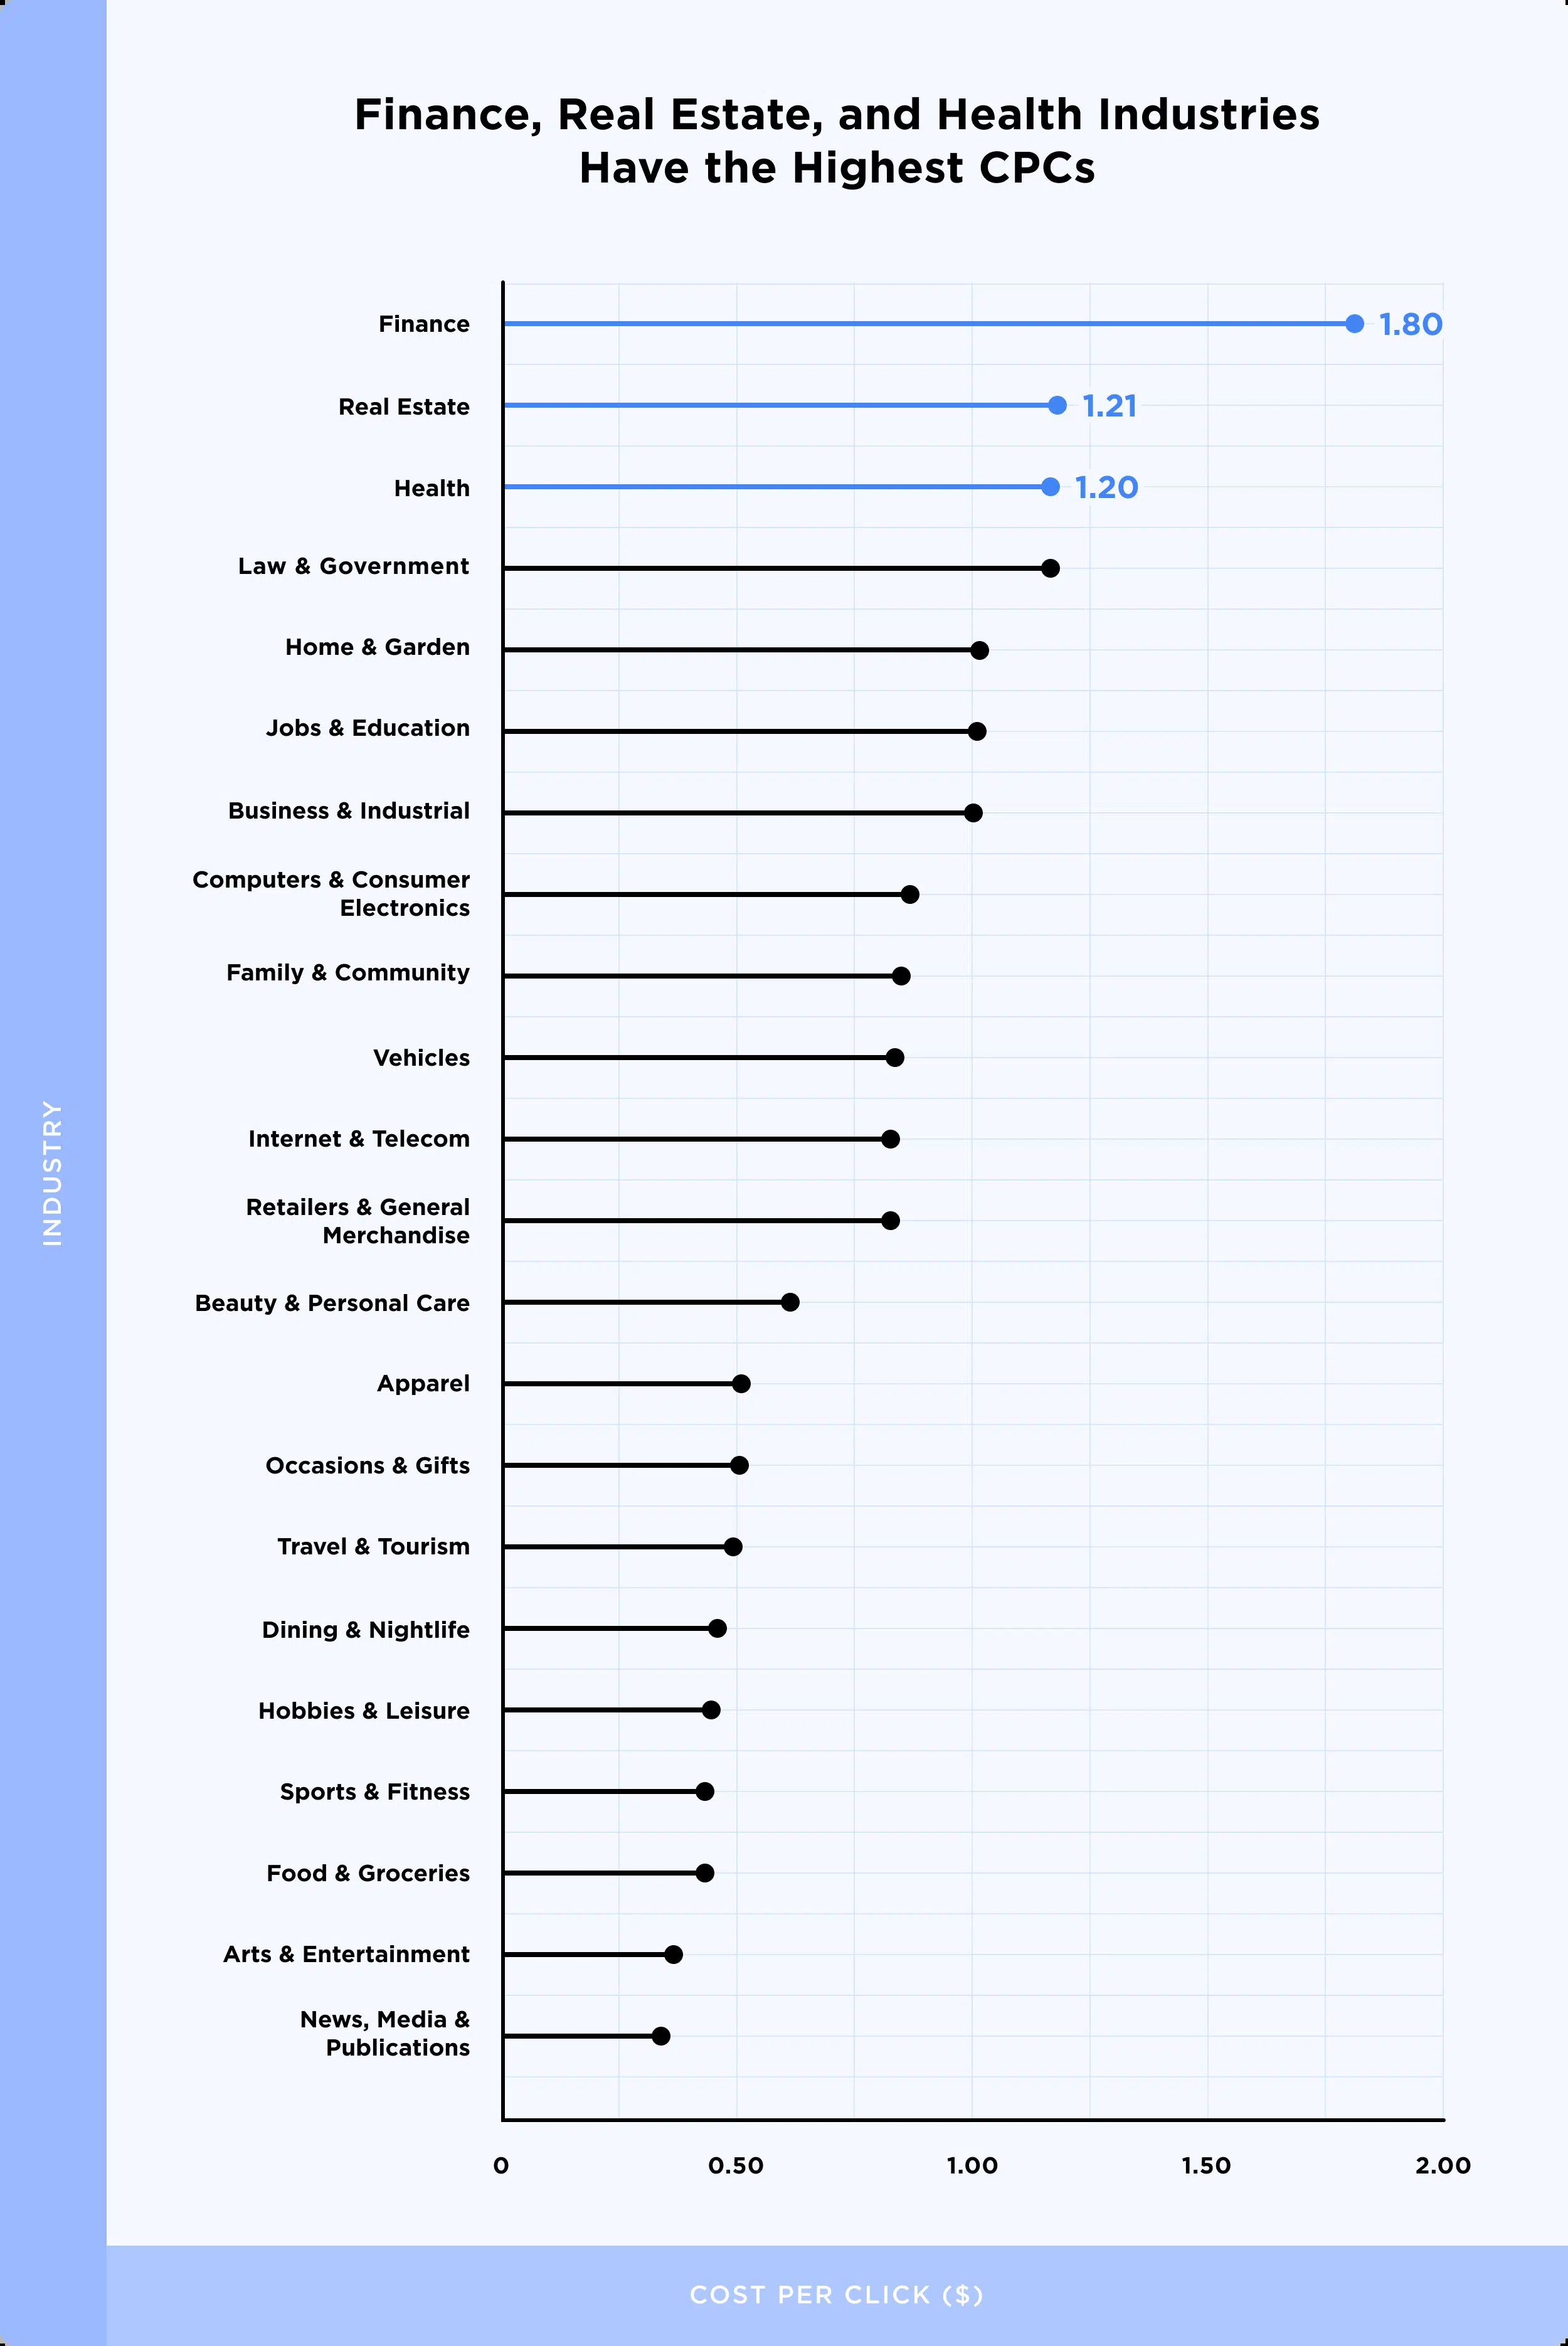 Finance, Real Estate, and Health Industries
Have the Highest CPCs
INDUSTRY
Finance
1.80
Real Estate
1.21
Health
1.20
Law & Government
Home & Garden
Jobs & Education
Business & Industrial
Computers & Consumer
Electronics
Family & Community
Vehicles
Internet & Telecom
Retailers & General
Merchandise
Beauty & Personal Care
Apparel
Occasions & Gifts
Travel & Tourism
Dining & Nightlife
Hobbies & Leisure
Sports & Fitness
Food & Groceries
Arts & Entertainment
News, Media &
Publications
0 0.50 1.00 1.50 2.00
COST PER CLICK ($)